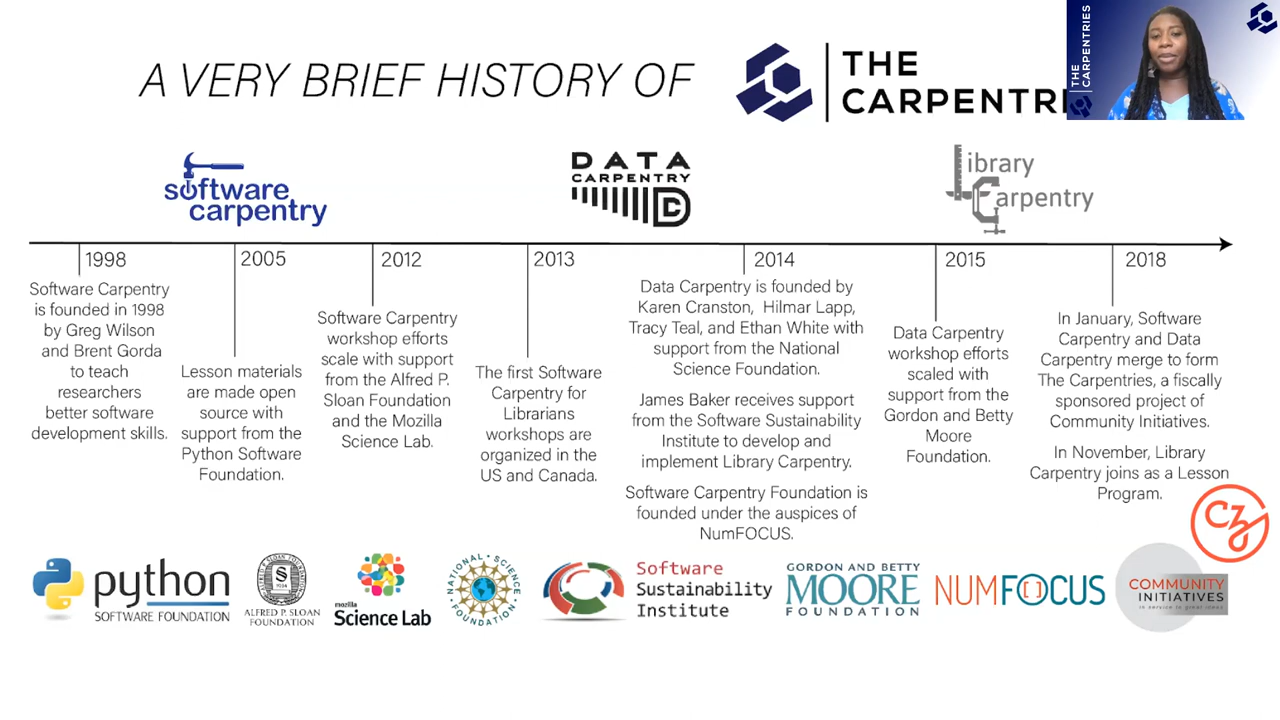 A VERY BRIEF HISTORY OF
THE
CARPENTRI
THE
CARPENTRIES
software
carpentry
DATA
CARPENTRY
DC
library
Carpentry
1998
Software Carpentry
is founded in 1998
by Greg Wilson
and Brent Gorda
to teach
researchers
better software
development skills.
2005
Lesson materials
are made open
source with
support from the
Python Software
Foundation.
2012
Software Carpentry
workshop efforts
scale with support
from the Alfred P.
Sloan Foundation
and the Mozilla
Science Lab.
2013
The first Software
Carpentry for
Librarians
workshops are
organized in the
US and Canada.
2014
Data Carpentry is founded by
Karen Cranston, Hilmar Lapp,
Tracy Teal, and Ethan White with
support from the National
Science Foundation.
James Baker receives support
from the Software Sustainability
Institute to develop and
implement Library Carpentry.
Software Carpentry Foundation is
founded under the auspices of
NumFOCUS.
2015
Data Carpentry
workshop efforts
scaled with
support from the
Gordon and Betty
Moore
Foundation.
2018
In January, Software
Carpentry and Data
Carpentry merge to form
The Carpentries, a fiscally
sponsored project of
Community Initiatives.
In November, Library
Carpentry joins as a Lesson
Program.
CZ
python
SOFTWARE FOUNDATION
ALFRED P. SLOAN
FOUNDATION
mozilla
Science Lab
NATIONAL SCIENCE
FOUNDATION
Software
Sustainability
Institute
GORDON AND BETTY
MOORE
FOUNDATION
NUMFOCUS
COMMUNITY
INITIATIVES
in service to great ideas